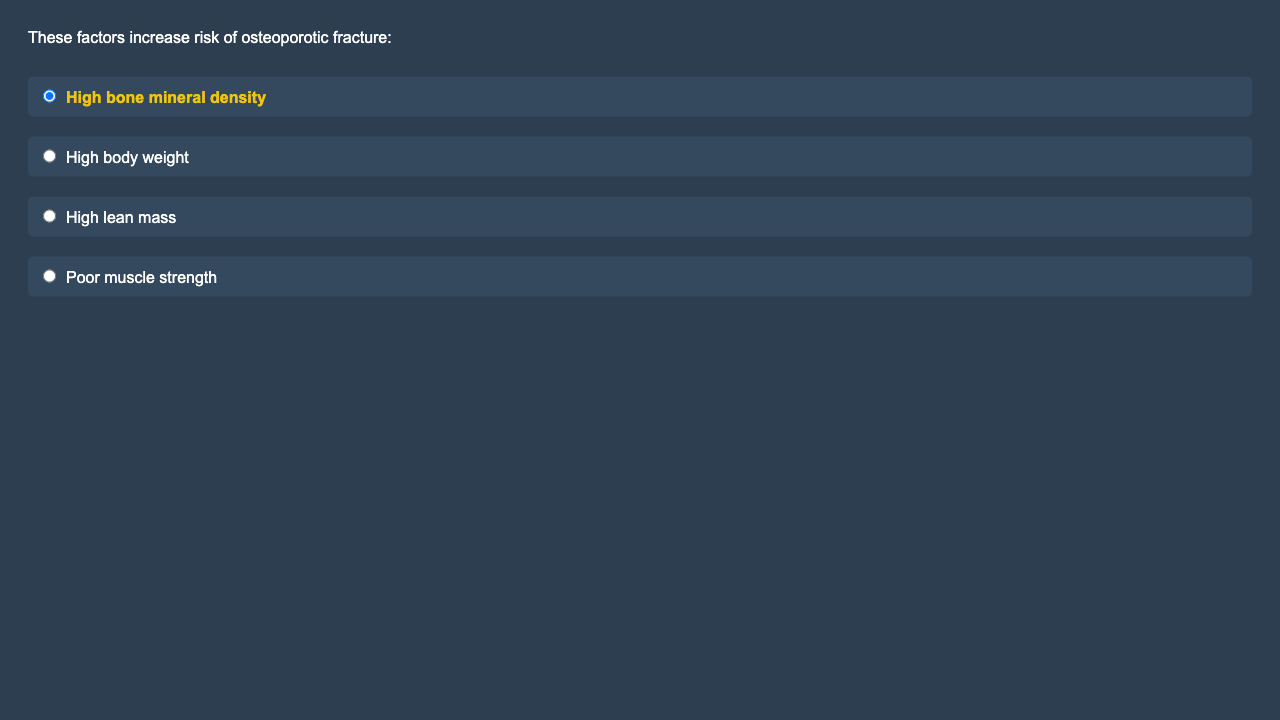 These factors increase risk of osteoporotic fracture:
High bone mineral density
High body weight
High lean mass
Poor muscle strength